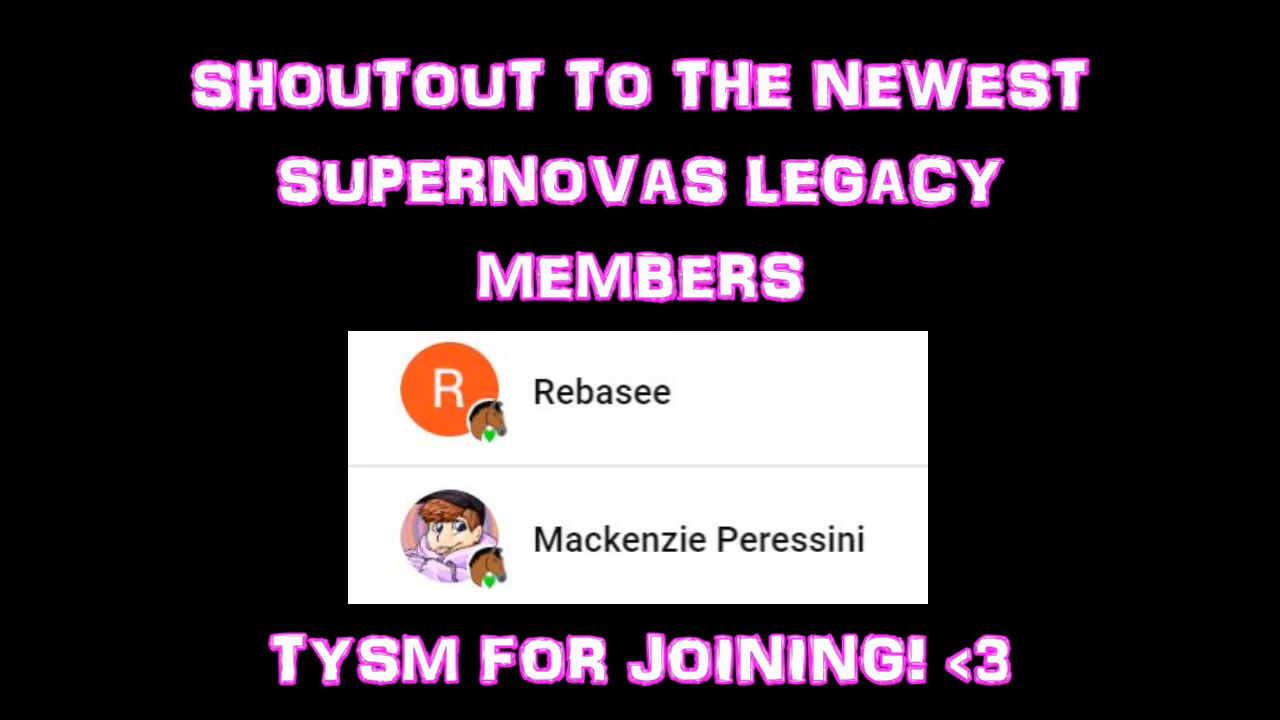 SHOUTOUT TO THE NEWEST
SUPERNOVAS LEGACY
MEMBERS
R
Rebasee
Mackenzie Peressini
TYSM FOR JOINING! <3